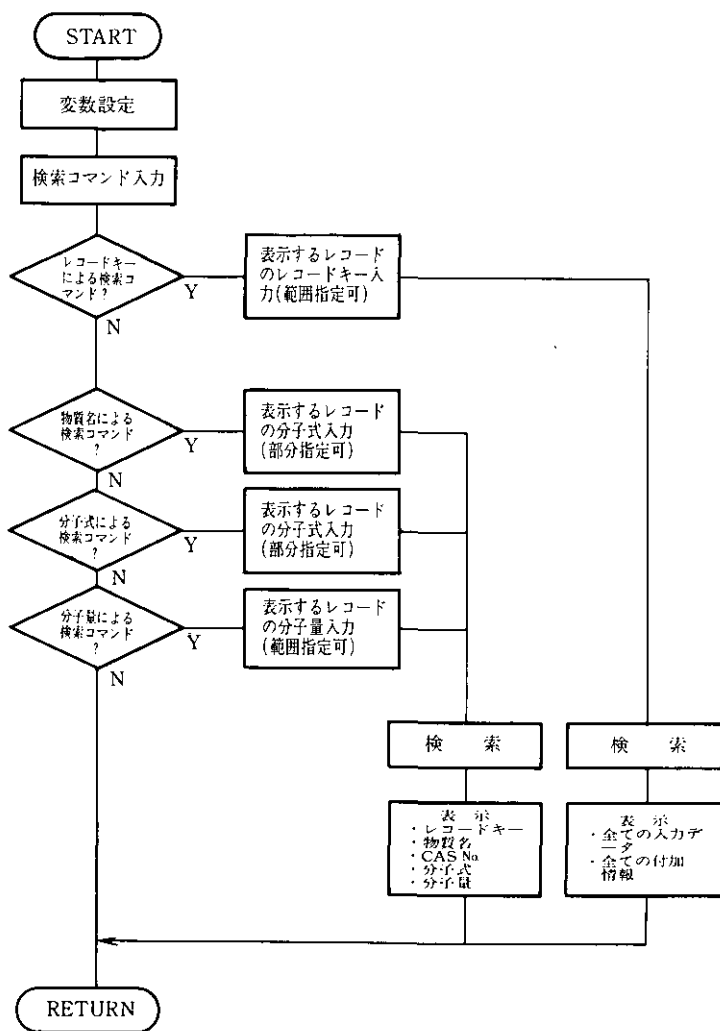 START
変数設定
検索コマンド入力
レコードキー
による検索コ
マンド?
Y
N
表示するレコード
のレコードキー入
力(範囲指定可)
物質名による
検索コマンド
?
Y
N
表示するレコード
の分子式入力
(部分指定可)
分子式による
検索コマンド
?
Y
N
表示するレコード
の分子式入力
(部分指定可)
分子量による
検索コマンド
?
Y
N
表示するレコード
の分子量入力
(範囲指定可)
検 索
表 示
・レコードキー
・物質名
・CAS No.
・分子式
・分子量
検 索
表 示
・全ての入力デ
ータ
・全ての付加
情報
RETURN